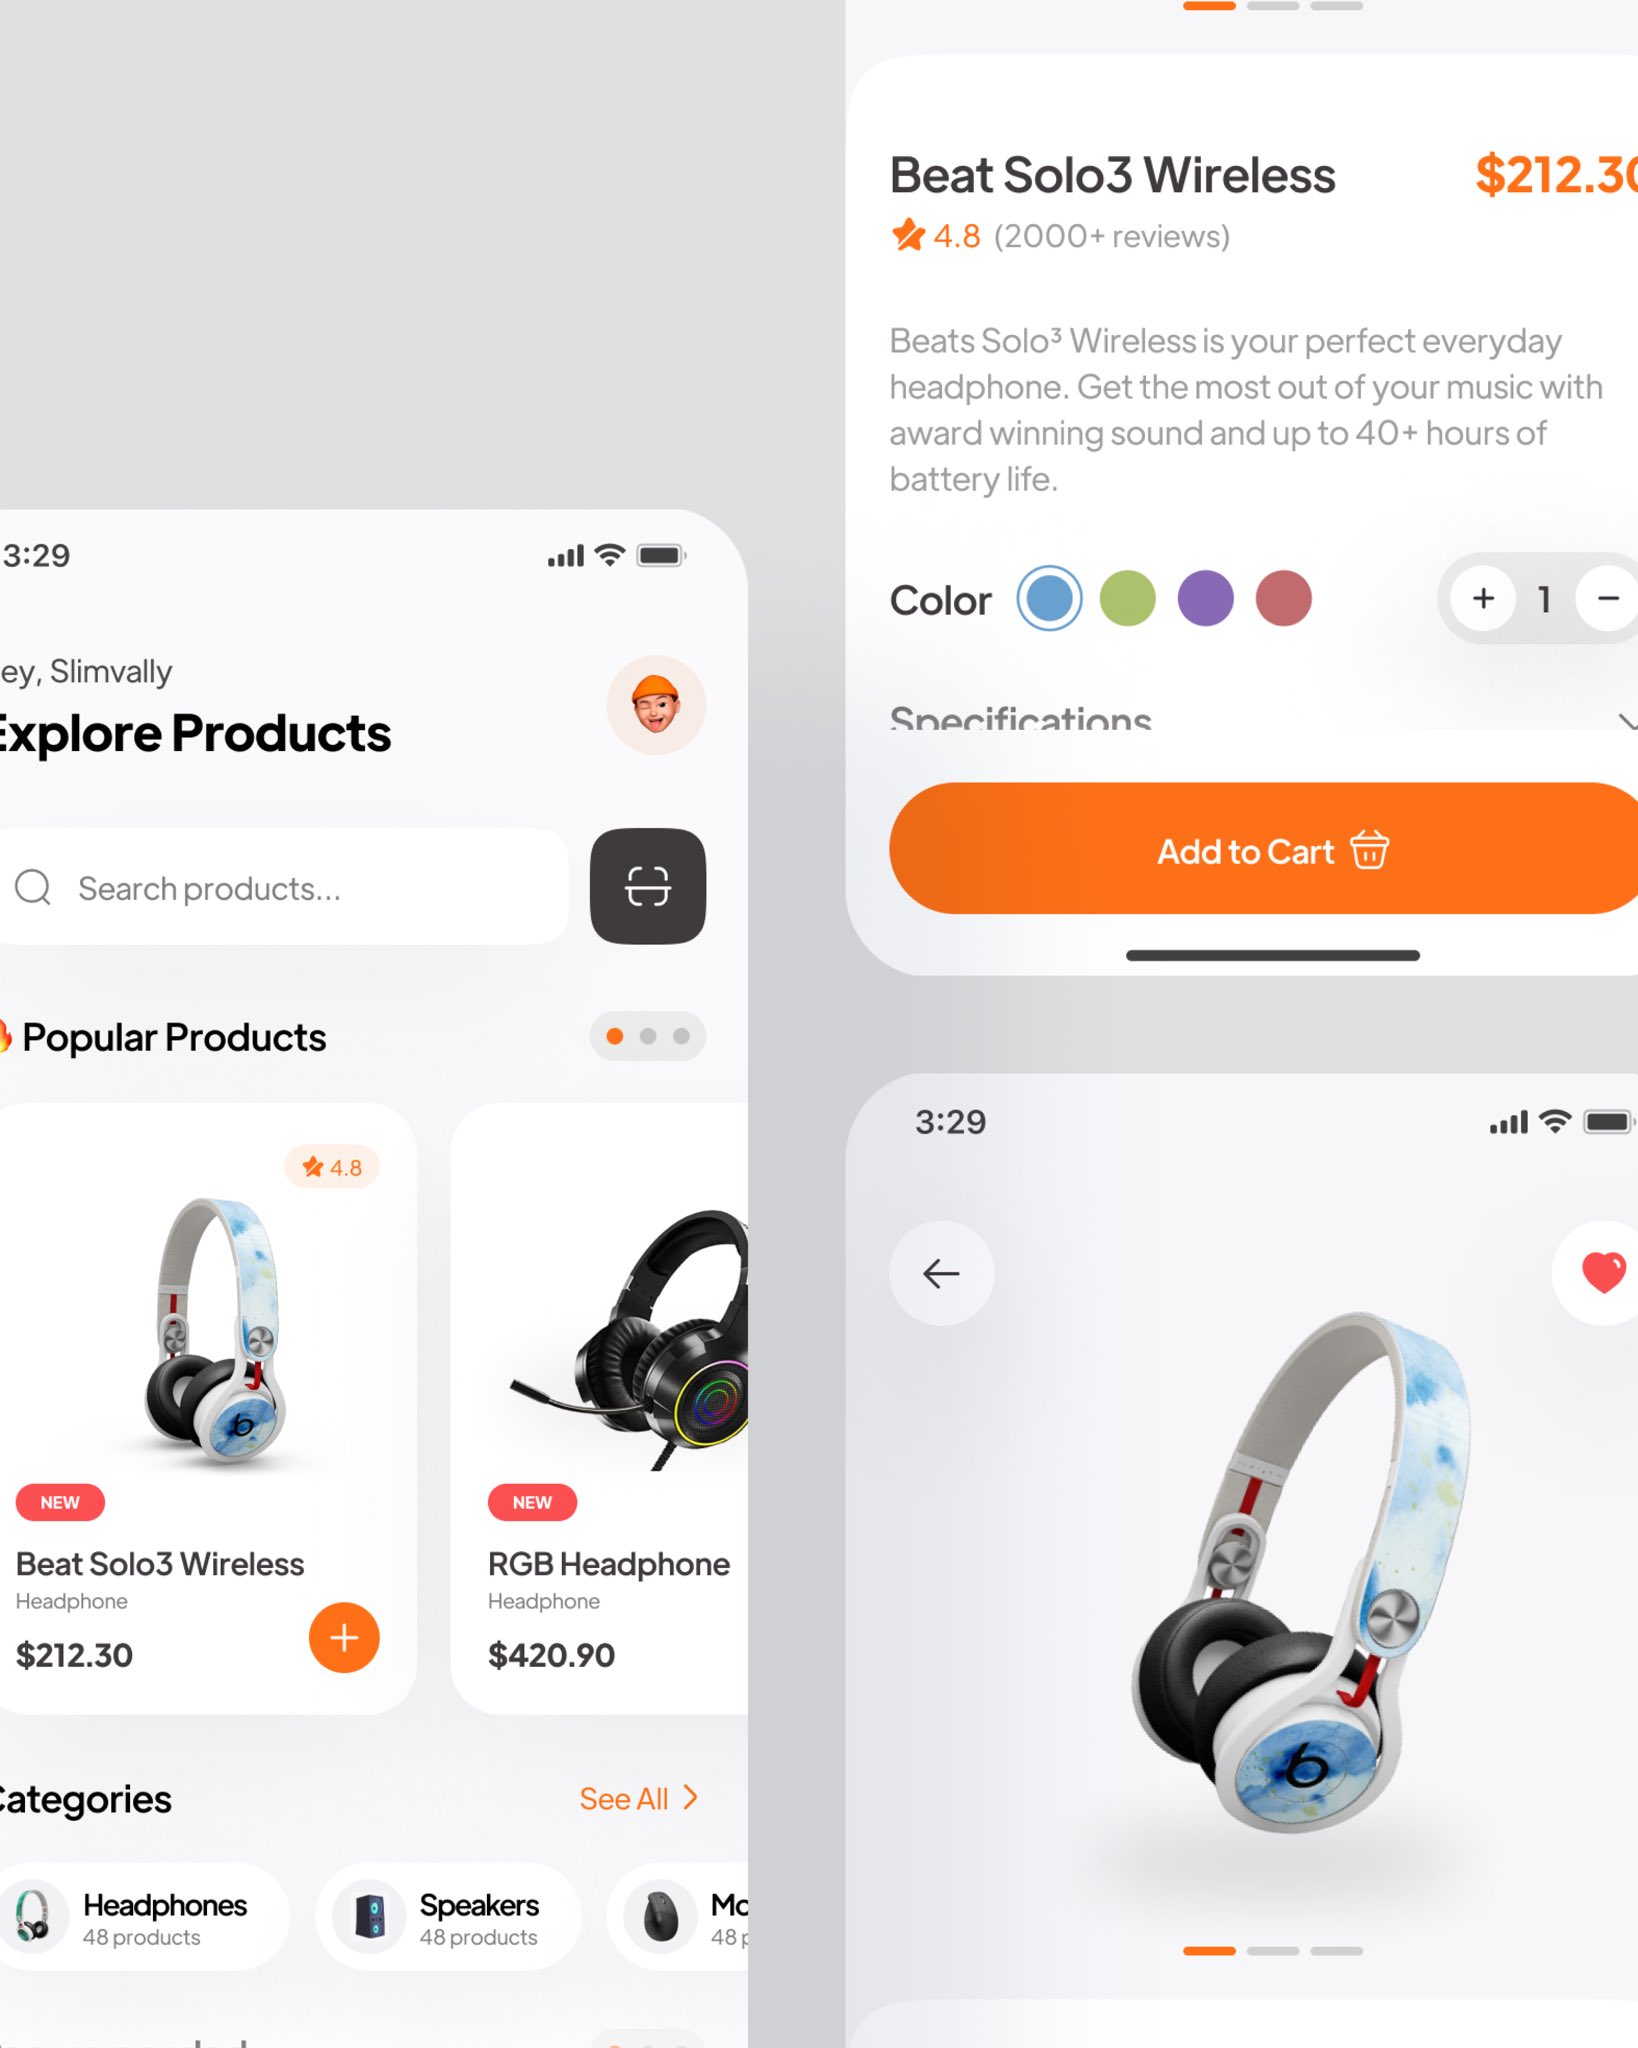 3:29
ey, Slimvally
Explore Products
Search products...
Popular Products
4.8
NEW
Beat Solo3 Wireless
Headphone
$212.30
NEW
RGB Headphone
Headphone
$420.90
Categories
See All
Headphones
48 products
Speakers
48 products
Mo
48 p
Beat Solo3 Wireless
$212.30
4.8 (2000+ reviews)
Beats Solo³ Wireless is your perfect everyday
headphone. Get the most out of your music with
award winning sound and up to 40+ hours of
battery life.
Color
+ 1 −
Specifications
Add to Cart
3:29
b